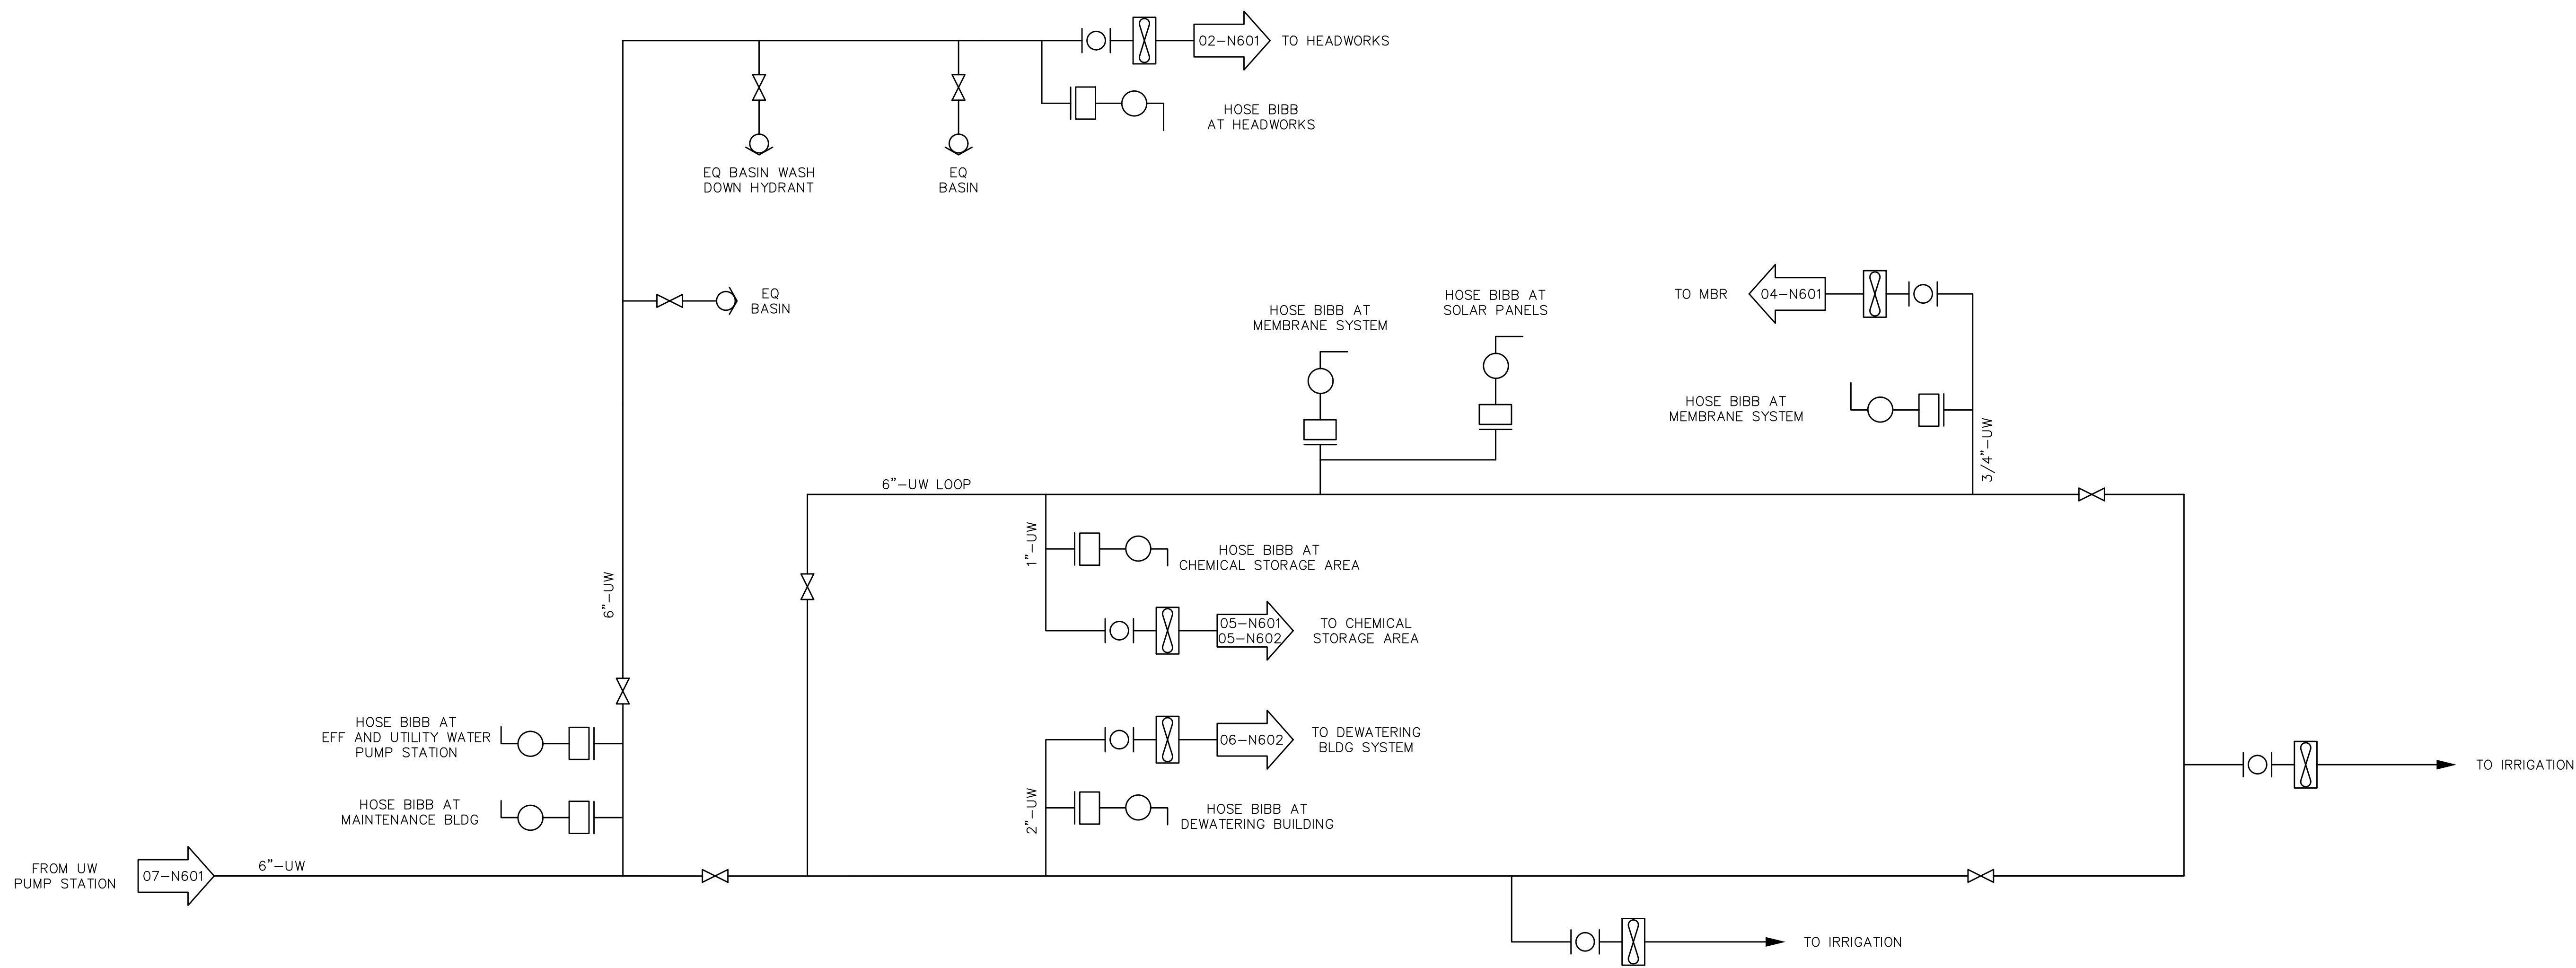 02-N601
TO HEADWORKS
HOSE BIBB
AT HEADWORKS
EQ BASIN WASH
DOWN HYDRANT
EQ
BASIN
EQ
BASIN
HOSE BIBB AT
MEMBRANE SYSTEM
HOSE BIBB AT
SOLAR PANELS
TO MBR
04-N601
HOSE BIBB AT
MEMBRANE SYSTEM
3/4"-UW
6"-UW LOOP
1"-UW
HOSE BIBB AT
CHEMICAL STORAGE AREA
6"-UW
05-N601
05-N602
TO CHEMICAL
STORAGE AREA
HOSE BIBB AT
EFF AND UTILITY WATER
PUMP STATION
06-N602
TO DEWATERING
BLDG SYSTEM
TO IRRIGATION
HOSE BIBB AT
MAINTENANCE BLDG
2"-UW
HOSE BIBB AT
DEWATERING BUILDING
FROM UW
PUMP STATION
07-N601
6"-UW
TO IRRIGATION